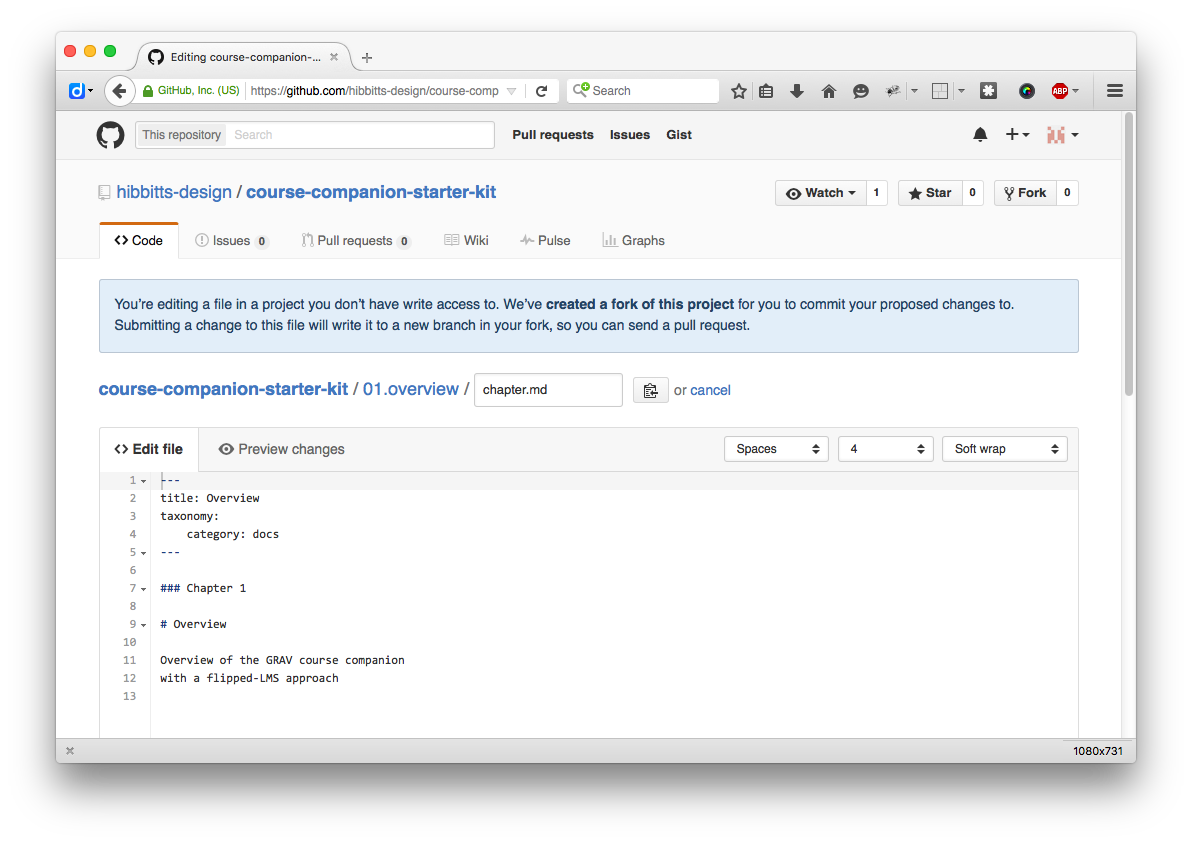 Editing course-companion-...
GitHub, Inc. (US)
https://github.com/hibbitts-design/course-comp
Search
ABP
This repository
Search
Pull requests
Issues
Gist
hibbitts-design / course-companion-starter-kit
Watch
1
Star
0
Fork
0
Code
Issues 0
Pull requests 0
Wiki
Pulse
Graphs
You’re editing a file in a project you don’t have write access to. We’ve created a fork of this project for you to commit your proposed changes to.
Submitting a change to this file will write it to a new branch in your fork, so you can send a pull request.
course-companion-starter-kit / 01.overview / chapter.md or cancel
Edit file
Preview changes
Spaces
4
Soft wrap
1 ---
2 title: Overview
3 taxonomy:
4     category: docs
5 ---
6
7 ### Chapter 1
8
9 # Overview
10
11 Overview of the GRAV course companion
12 with a flipped-LMS approach
13
1080x731